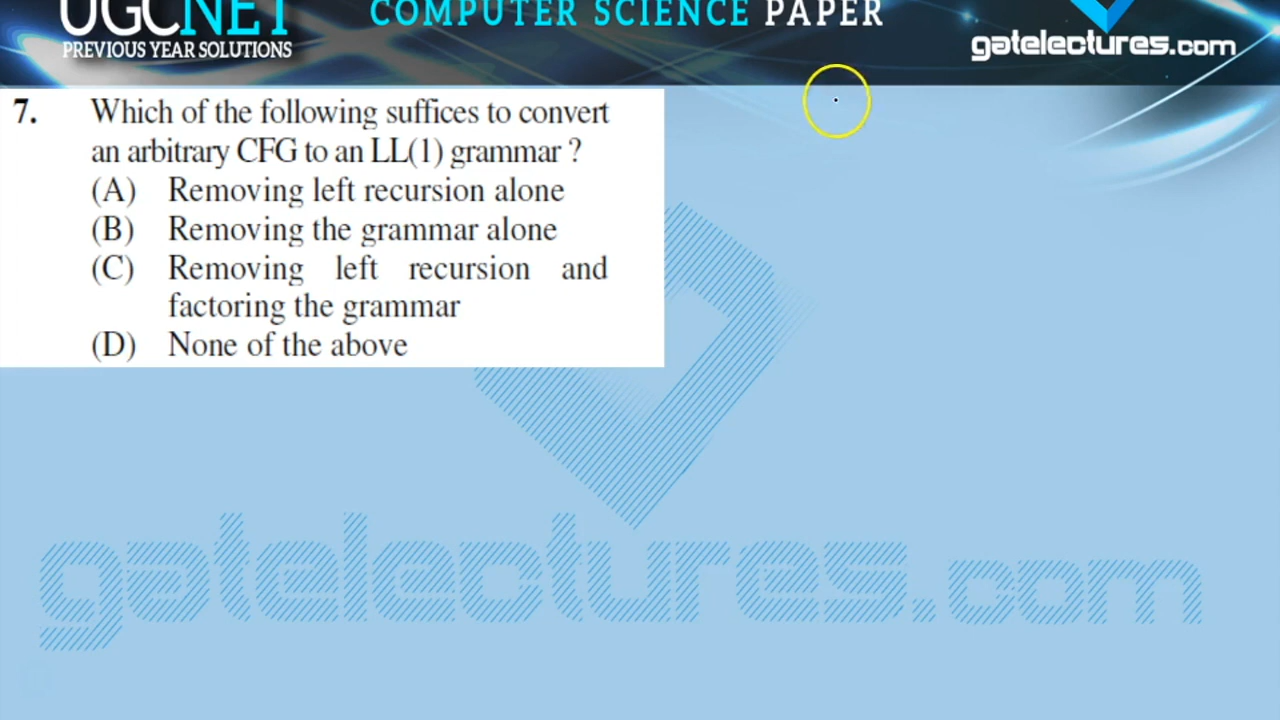 UGCNET
COMPUTER SCIENCE PAPER
PREVIOUS YEAR SOLUTIONS
gatelectures.com
7. Which of the following suffices to convert
an arbitrary CFG to an LL(1) grammar ?
(A) Removing left recursion alone
(B) Removing the grammar alone
(C) Removing left recursion and
factoring the grammar
(D) None of the above
gatelectures.com